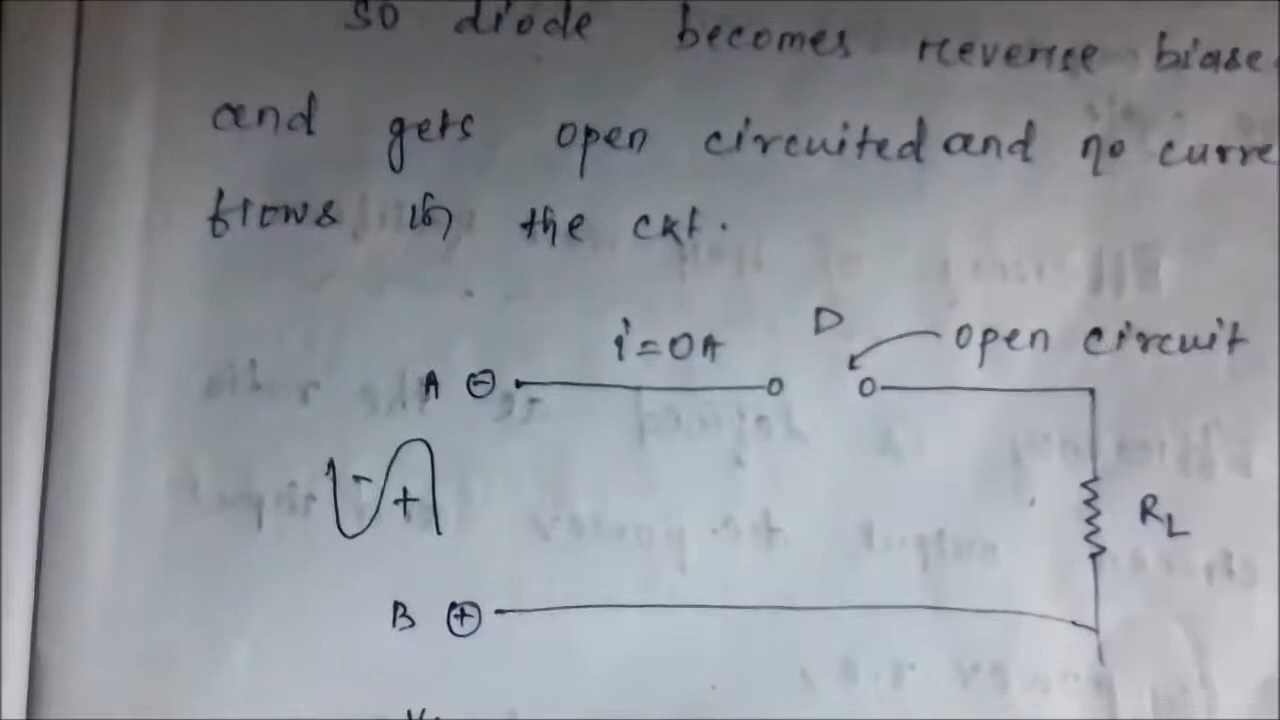 so diode becomes reverse biase
and gets open circuited and no curre
flows in the ckt.
i=0A D open circuit
A ⊖
- +
RL
B ⊕